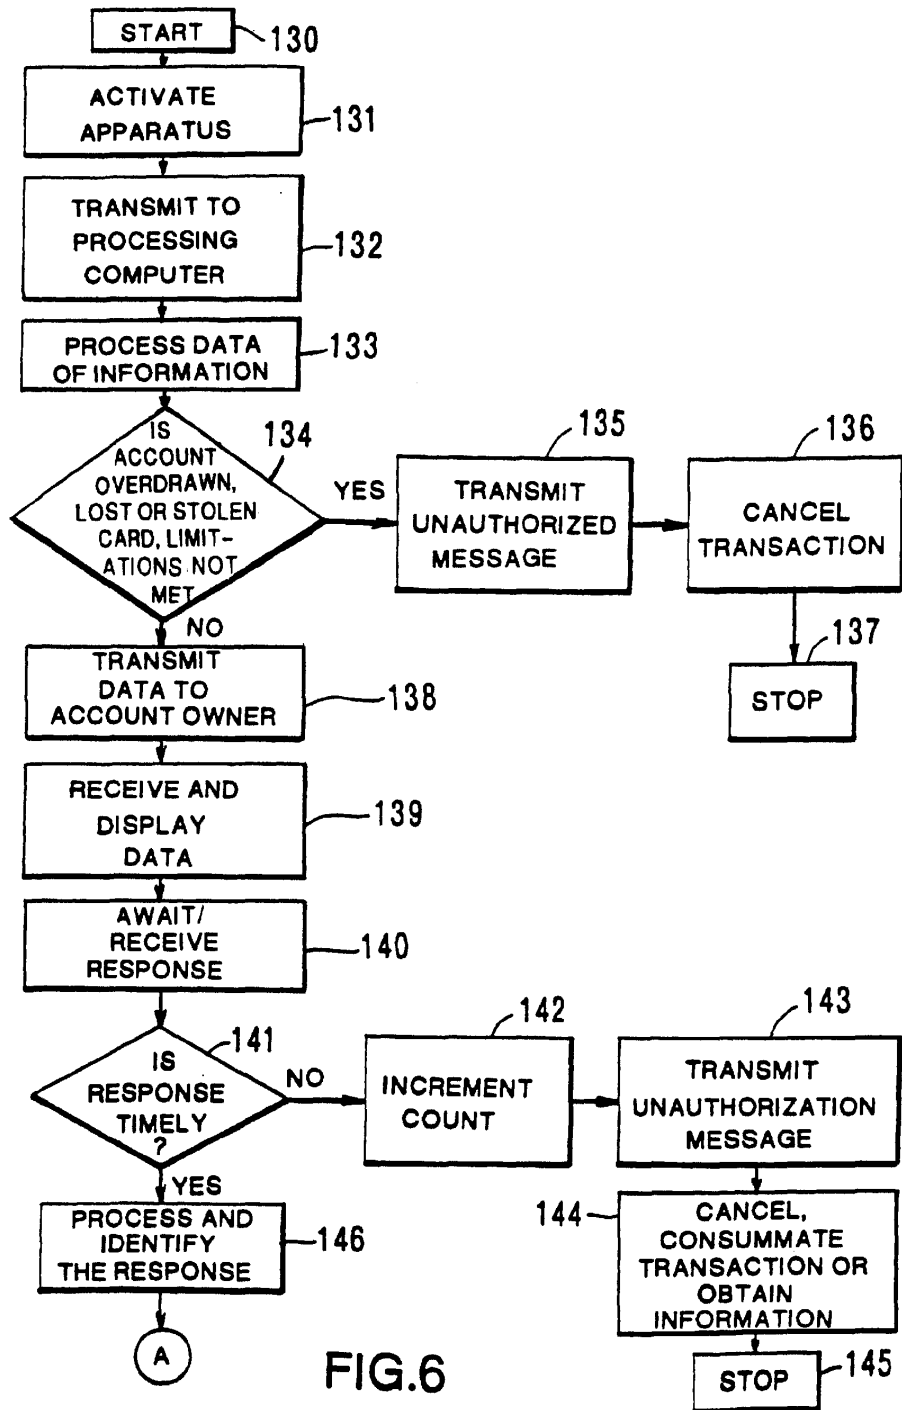 START
130
ACTIVATE
APPARATUS
131
TRANSMIT TO
PROCESSING
COMPUTER
132
PROCESS DATA
OF INFORMATION
133
IS
ACCOUNT
OVERDRAWN,
LOST OR STOLEN
CARD, LIMIT-
ATIONS NOT
MET
134
YES
TRANSMIT
UNAUTHORIZED
MESSAGE
135
CANCEL
TRANSACTION
136
STOP
137
NO
TRANSMIT
DATA TO
ACCOUNT OWNER
138
RECEIVE AND
DISPLAY
DATA
139
AWAIT/
RECEIVE
RESPONSE
140
IS
RESPONSE
TIMELY
?
141
NO
INCREMENT
COUNT
142
TRANSMIT
UNAUTHORIZATION
MESSAGE
143
CANCEL,
CONSUMMATE
TRANSACTION OR
OBTAIN
INFORMATION
144
STOP
145
YES
PROCESS AND
IDENTIFY
THE RESPONSE
146
A
FIG.6